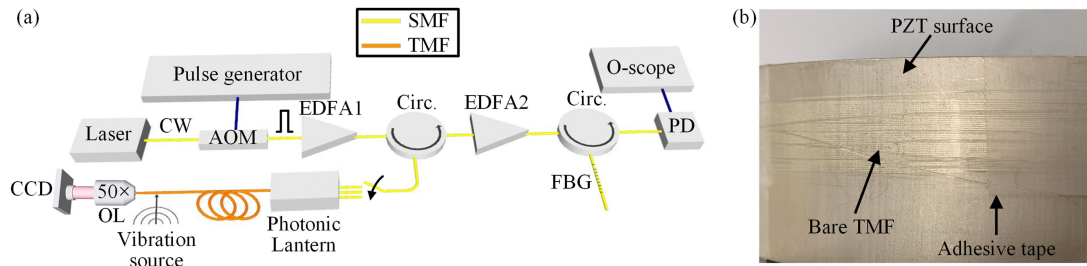 (a)
SMF
TMF
Pulse generator
O-scope
EDFA1
Circ.
EDFA2
Circ.
Laser
CW
AOM
PD
CCD
50×
OL
FBG
Vibration
source
Photonic
Lantern
(b)
PZT surface
Bare TMF
Adhesive tape